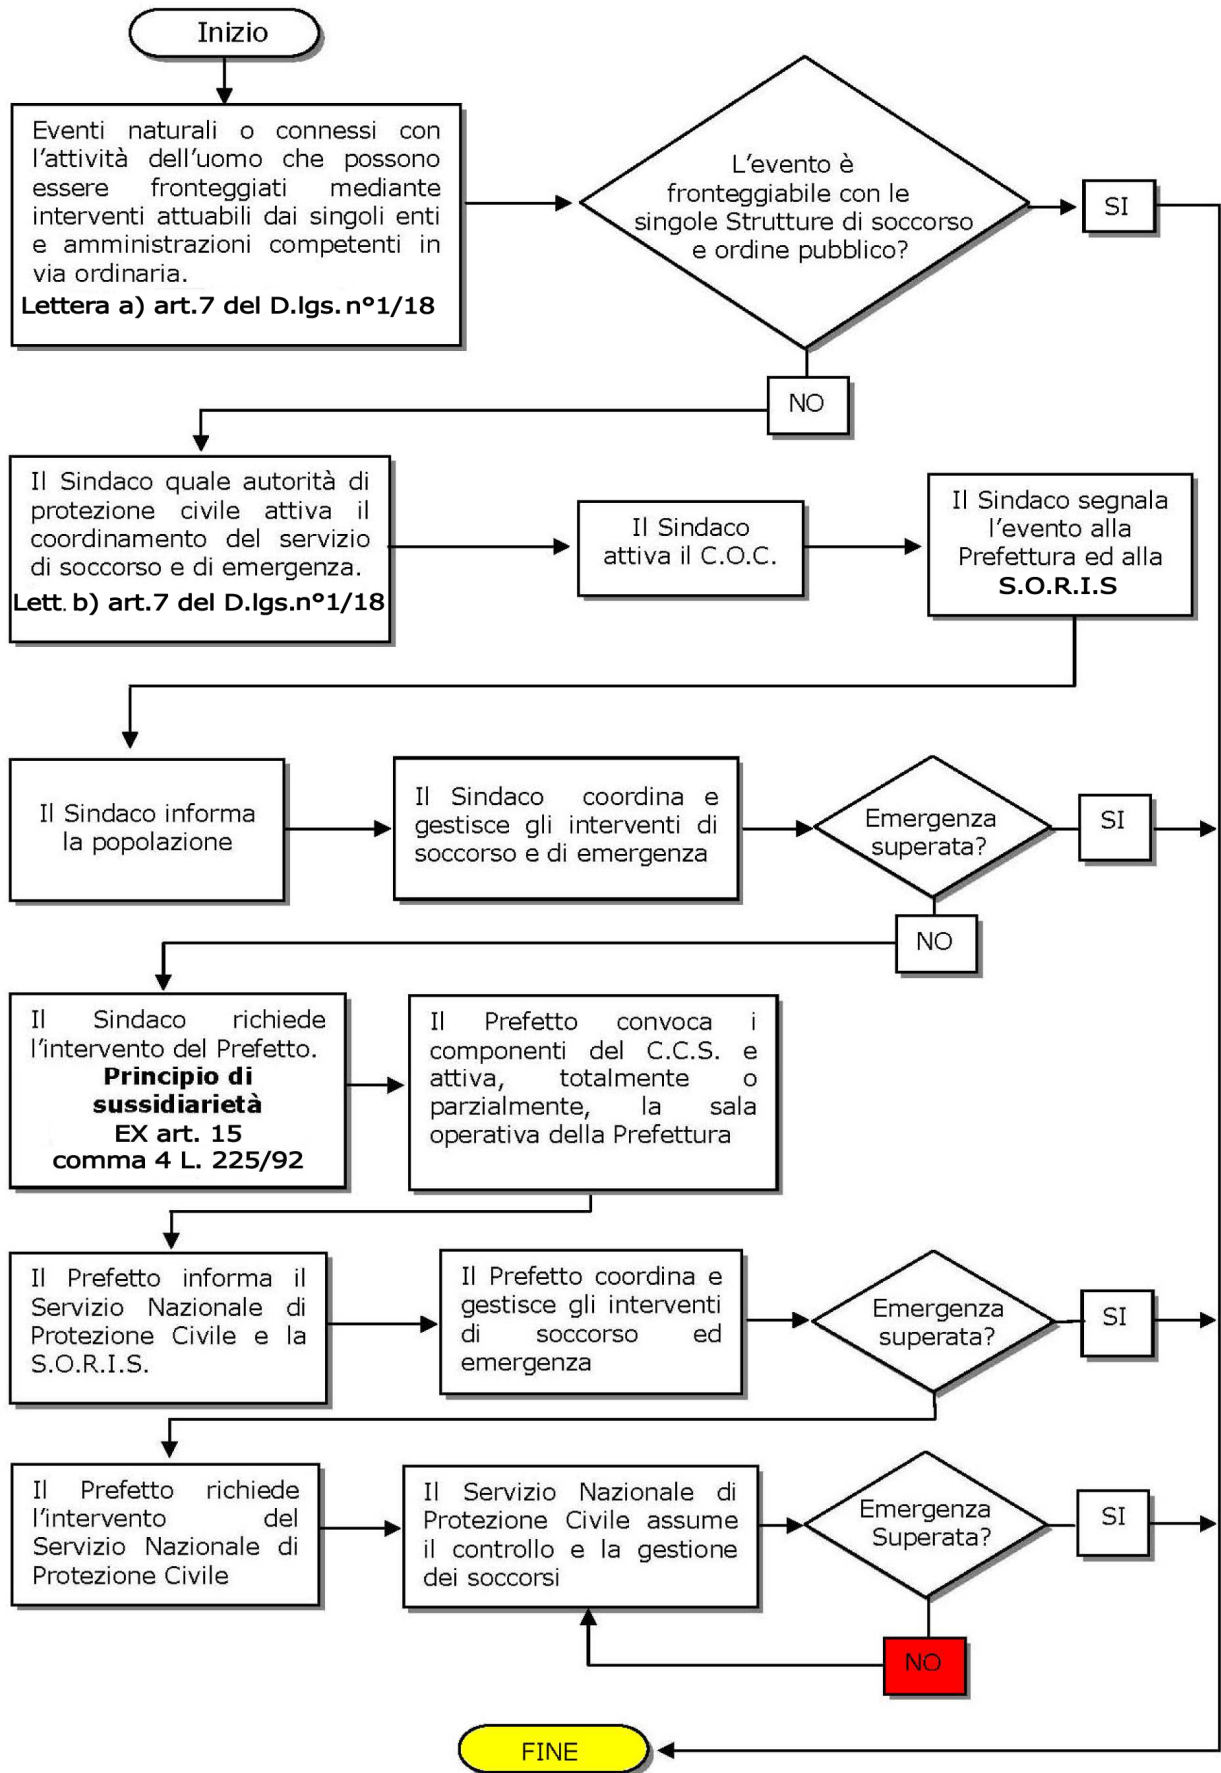 Inizio
Eventi naturali o connessi con
l'attività dell'uomo che possono
essere fronteggiati mediante
interventi attuabili dai singoli enti
e amministrazioni competenti in
via ordinaria.
Lettera a) art.7 del D.lgs. n°1/18
L'evento è
fronteggiabile con le
singole Strutture di soccorso
e ordine pubblico?
SI
NO
Il Sindaco quale autorità di
protezione civile attiva il
coordinamento del servizio
di soccorso e di emergenza.
Lett. b) art.7 del D.lgs.n°1/18
Il Sindaco
attiva il C.O.C.
Il Sindaco segnala
l'evento alla
Prefettura ed alla
S.O.R.I.S
Il Sindaco informa
la popolazione
Il Sindaco coordina e
gestisce gli interventi di
soccorso e di emergenza
Emergenza
superata?
SI
NO
Il Sindaco richiede
l'intervento del Prefetto.
Principio di
sussidiarietà
EX art. 15
comma 4 L. 225/92
Il Prefetto convoca i
componenti del C.C.S. e
attiva, totalmente o
parzialmente, la sala
operativa della Prefettura
Il Prefetto informa il
Servizio Nazionale di
Protezione Civile e la
S.O.R.I.S.
Il Prefetto coordina e
gestisce gli interventi
di soccorso ed
emergenza
Emergenza
superata?
SI
Il Prefetto richiede
l'intervento del
Servizio Nazionale di
Protezione Civile
Il Servizio Nazionale di
Protezione Civile assume
il controllo e la gestione
dei soccorsi
Emergenza
Superata?
SI
NO
FINE